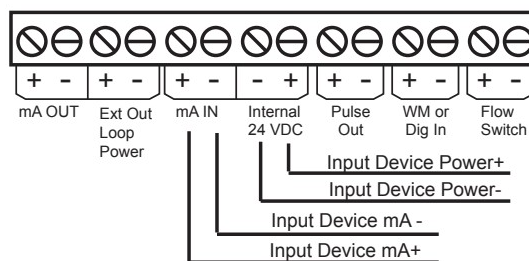 + - + - + - - + + - + - + -
mA OUT Ext Out Loop Power mA IN Internal 24 VDC Pulse Out WM or Dig In Flow Switch
Input Device Power+
Input Device Power-
Input Device mA -
Input Device mA+